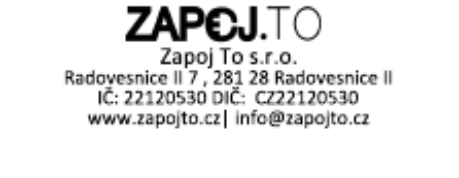 ZAPOJ.TO
Zapoj To s.r.o.
Radovesnice II 7 , 281 28 Radovesnice II
IČ: 22120530 DIČ: CZ22120530
www.zapojto.cz| info@zapojto.cz